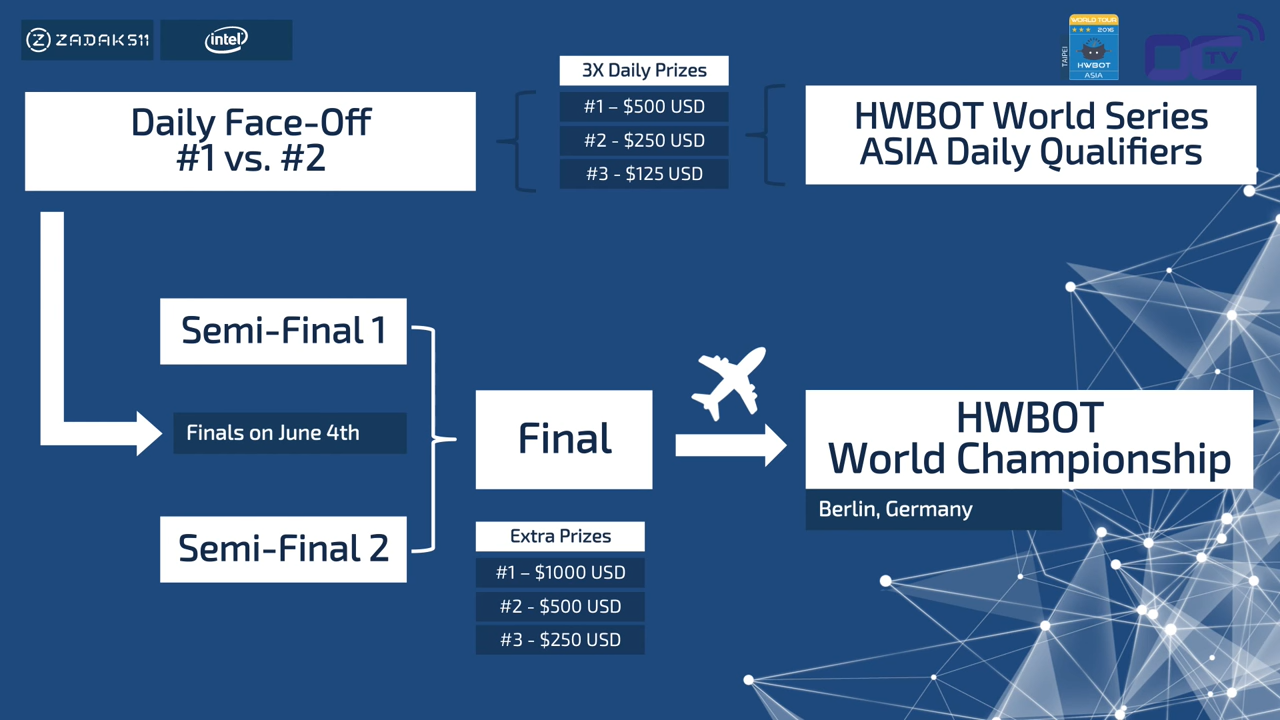 ZADAK511
intel
WORLD TOUR
2016
TAIPEI
HWBOT
ASIA
OC
TV
Daily Face-Off
#1 vs. #2
3X Daily Prizes
#1 – $500 USD
#2 - $250 USD
#3 - $125 USD
HWBOT World Series
ASIA Daily Qualifiers
Semi-Final 1
Finals on June 4th
Semi-Final 2
Final
Extra Prizes
#1 – $1000 USD
#2 - $500 USD
#3 - $250 USD
HWBOT
World Championship
Berlin, Germany